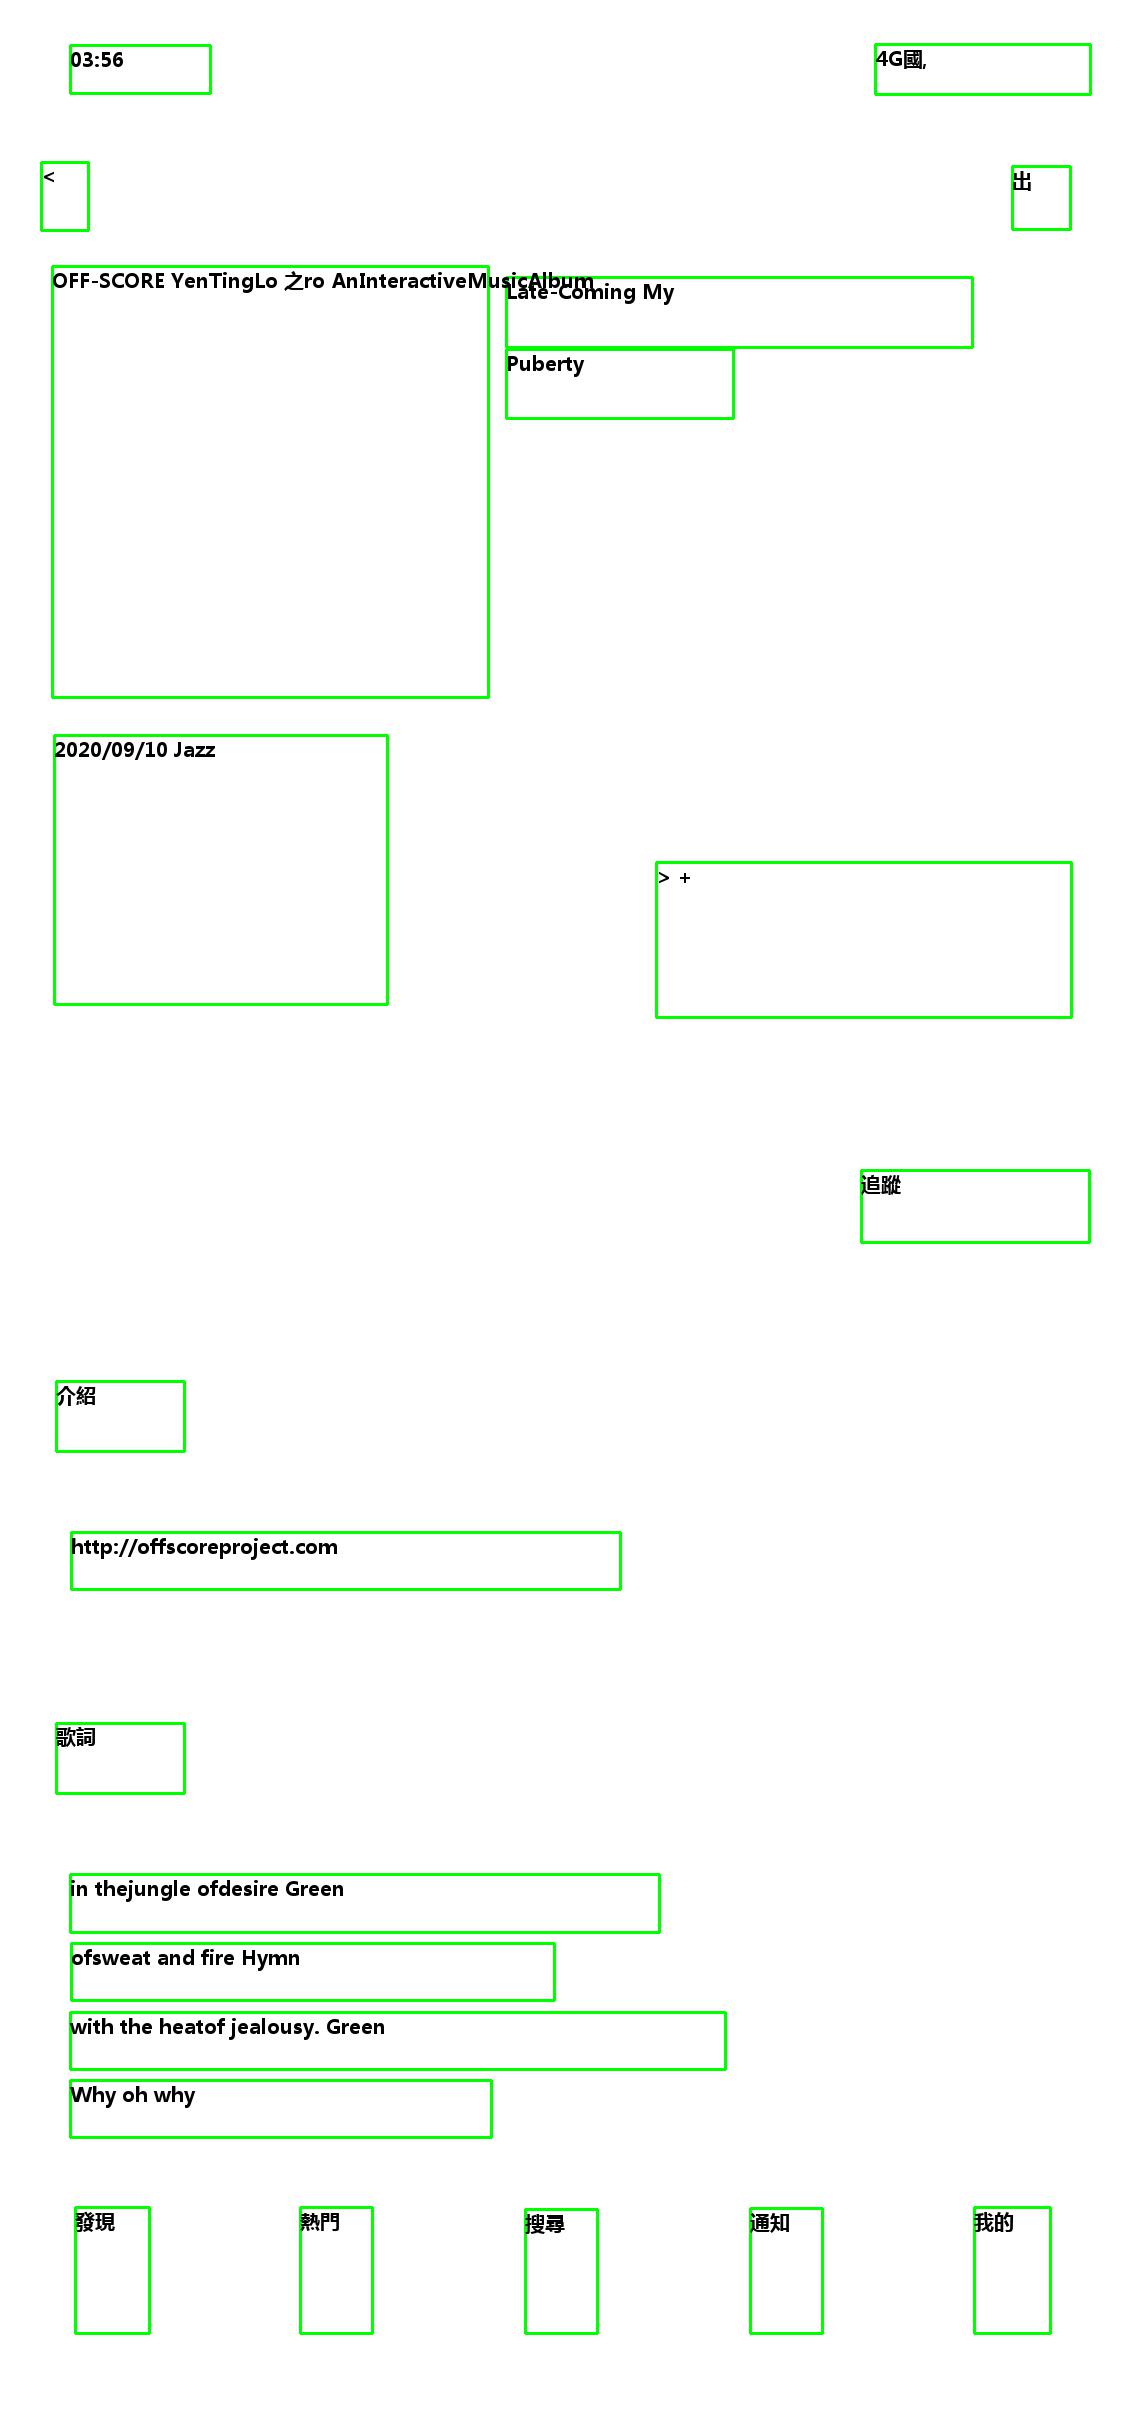 03:56
4G國,
<
出
OFF-SCORE YenTingLo 之ro AnInteractiveMusicAlbum
Late-Coming My
Puberty
2020/09/10 Jazz
> +
追蹤
介紹
http://offscoreproject.com
歌詞
in thejungle ofdesire Green
ofsweat and fire Hymn
with the heatof jealousy. Green
Why oh why
發現
熱門
搜尋
通知
我的